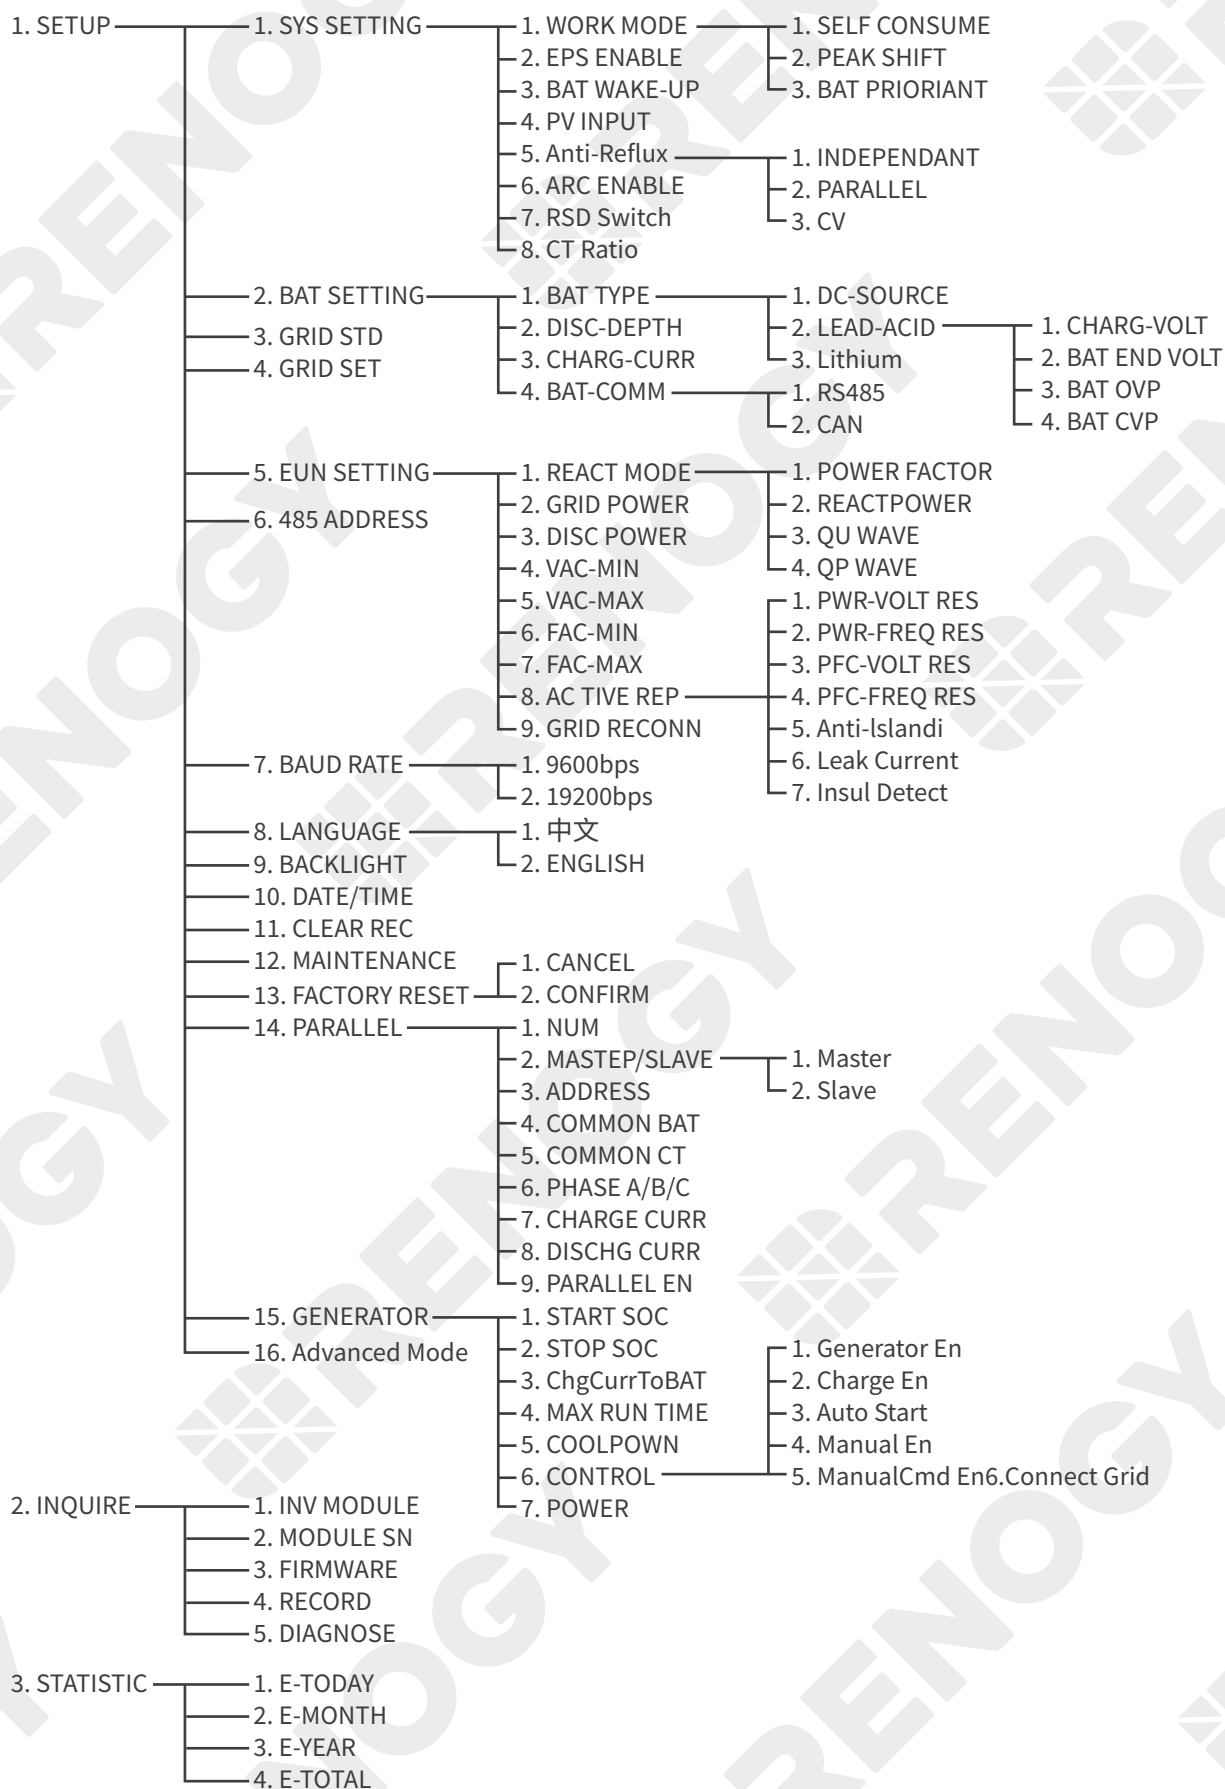 1. SETUP
1. SYS SETTING
1. WORK MODE
1. SELF CONSUME
2. PEAK SHIFT
3. BAT PRIORIANT
2. EPS ENABLE
3. BAT WAKE-UP
4. PV INPUT
5. Anti-Reflux
1. INDEPENDANT
2. PARALLEL
3. CV
6. ARC ENABLE
7. RSD Switch
8. CT Ratio
2. BAT SETTING
1. BAT TYPE
1. DC-SOURCE
2. LEAD-ACID
1. CHARG-VOLT
2. BAT END VOLT
3. BAT OVP
4. BAT CVP
3. Lithium
2. DISC-DEPTH
3. CHARG-CURR
4. BAT-COMM
1. RS485
2. CAN
3. GRID STD
4. GRID SET
5. EUN SETTING
1. REACT MODE
1. POWER FACTOR
2. REACTPOWER
3. QU WAVE
4. QP WAVE
2. GRID POWER
3. DISC POWER
4. VAC-MIN
5. VAC-MAX
6. FAC-MIN
7. FAC-MAX
8. AC TIVE REP
1. PWR-VOLT RES
2. PWR-FREQ RES
3. PFC-VOLT RES
4. PFC-FREQ RES
5. Anti-lslandi
6. Leak Current
7. Insul Detect
9. GRID RECONN
6. 485 ADDRESS
7. BAUD RATE
1. 9600bps
2. 19200bps
8. LANGUAGE
1. 中文
2. ENGLISH
9. BACKLIGHT
10. DATE/TIME
11. CLEAR REC
12. MAINTENANCE
13. FACTORY RESET
1. CANCEL
2. CONFIRM
14. PARALLEL
1. NUM
2. MASTEP/SLAVE
1. Master
2. Slave
3. ADDRESS
4. COMMON BAT
5. COMMON CT
6. PHASE A/B/C
7. CHARGE CURR
8. DISCHG CURR
9. PARALLEL EN
15. GENERATOR
1. START SOC
2. STOP SOC
3. ChgCurrToBAT
4. MAX RUN TIME
5. COOLPOWN
6. CONTROL
1. Generator En
2. Charge En
3. Auto Start
4. Manual En
5. ManualCmd En6.Connect Grid
7. POWER
16. Advanced Mode
2. INQUIRE
1. INV MODULE
2. MODULE SN
3. FIRMWARE
4. RECORD
5. DIAGNOSE
3. STATISTIC
1. E-TODAY
2. E-MONTH
3. E-YEAR
4. E-TOTAL
RENOGY
RENOGY
RENOGY
RENOGY
RENOGY
RENOGY
RENOGY